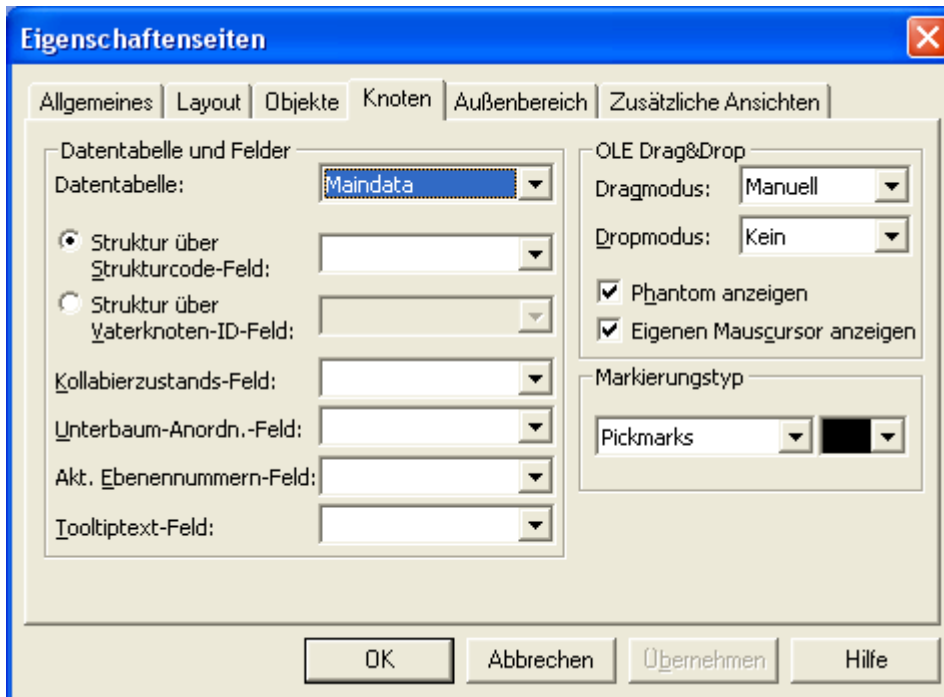 Eigenschaftenseiten
Allgemeines Layout Objekte Knoten Außenbereich Zusätzliche Ansichten
Datentabelle und Felder
Datentabelle: Maindata
Struktur über
Strukturcode-Feld:
Struktur über
Vaterknoten-ID-Feld:
Kollabierzustands-Feld:
Unterbaum-Anordn.-Feld:
Akt. Ebenennummern-Feld:
Tooltiptext-Feld:
OLE Drag&Drop
Dragmodus: Manuell
Dropmodus: Kein
Phantom anzeigen
Eigenen Mauscursor anzeigen
Markierungstyp
Pickmarks
OK Abbrechen Übernehmen Hilfe